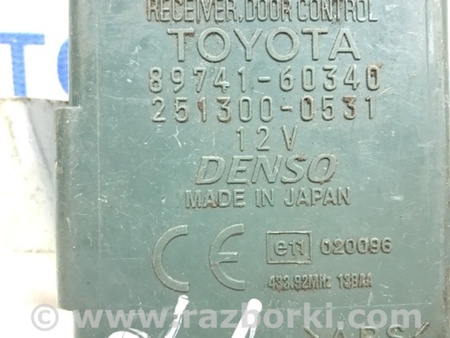 RECEIVER, DOOR CONTROL
TOYOTA
89741-60340
251300-0531
12V
DENSO
MADE IN JAPAN
CE e11 020096
432.92MHz
www.razborki.com